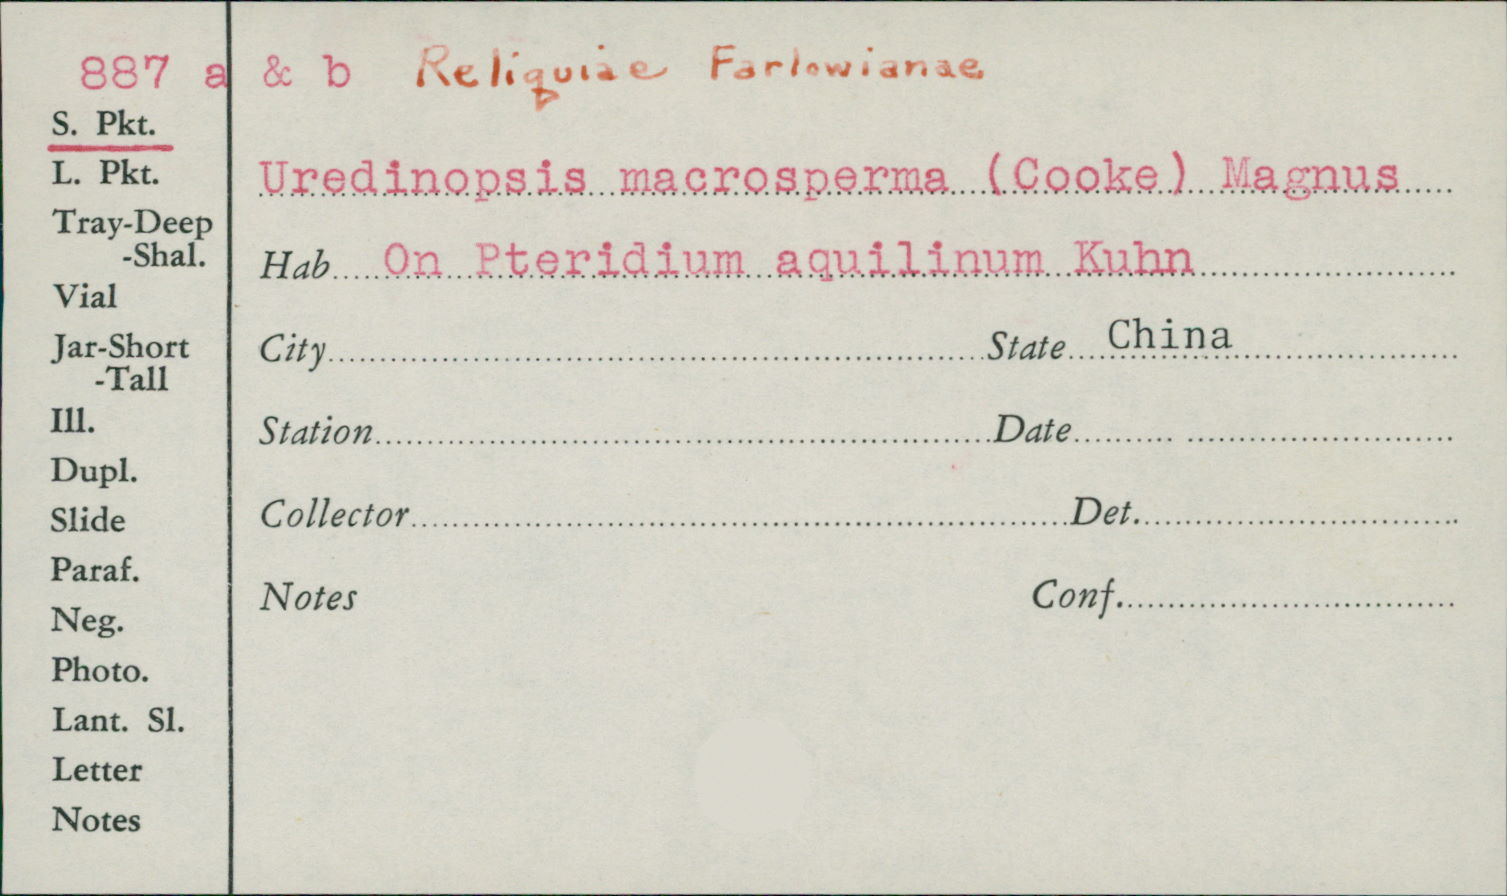 887 a & b Reliquiae Farlowianae
S. Pkt.
L. Pkt.
Tray-Deep
-Shal.
Vial
Jar-Short
-Tall
Ill.
Dupl.
Slide
Paraf.
Neg.
Photo.
Lant. Sl.
Letter
Notes
Uredinopsis macrosperma (Cooke) Magnus
Hab. On Pteridium aquilinum Kuhn
City State China
Station Date
Collector Det.
Notes Conf.